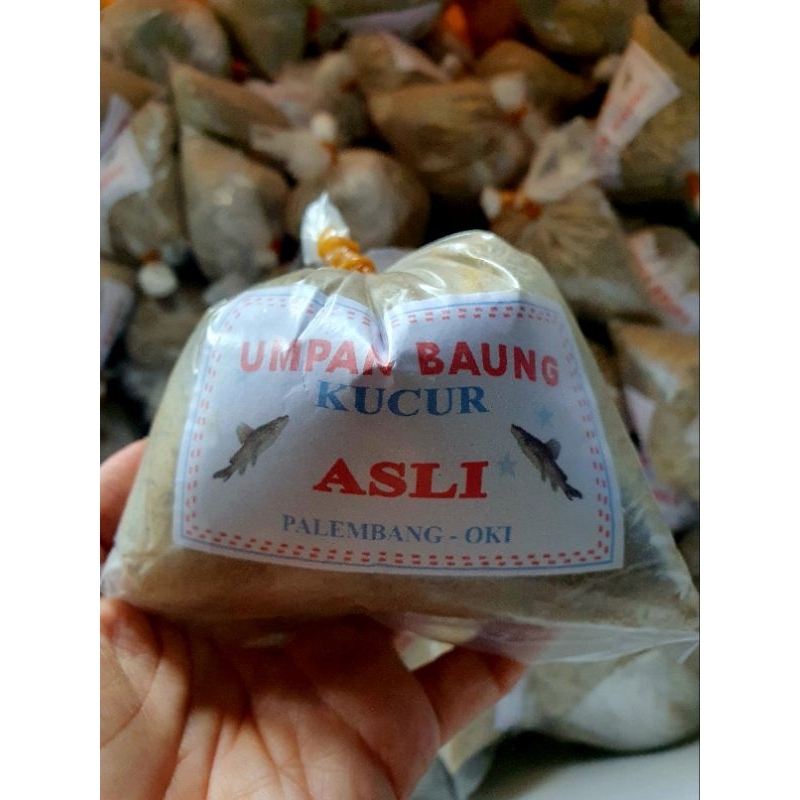 UMPAN BAUNG
KUCUR
ASLI
PALEMBANG - OKI